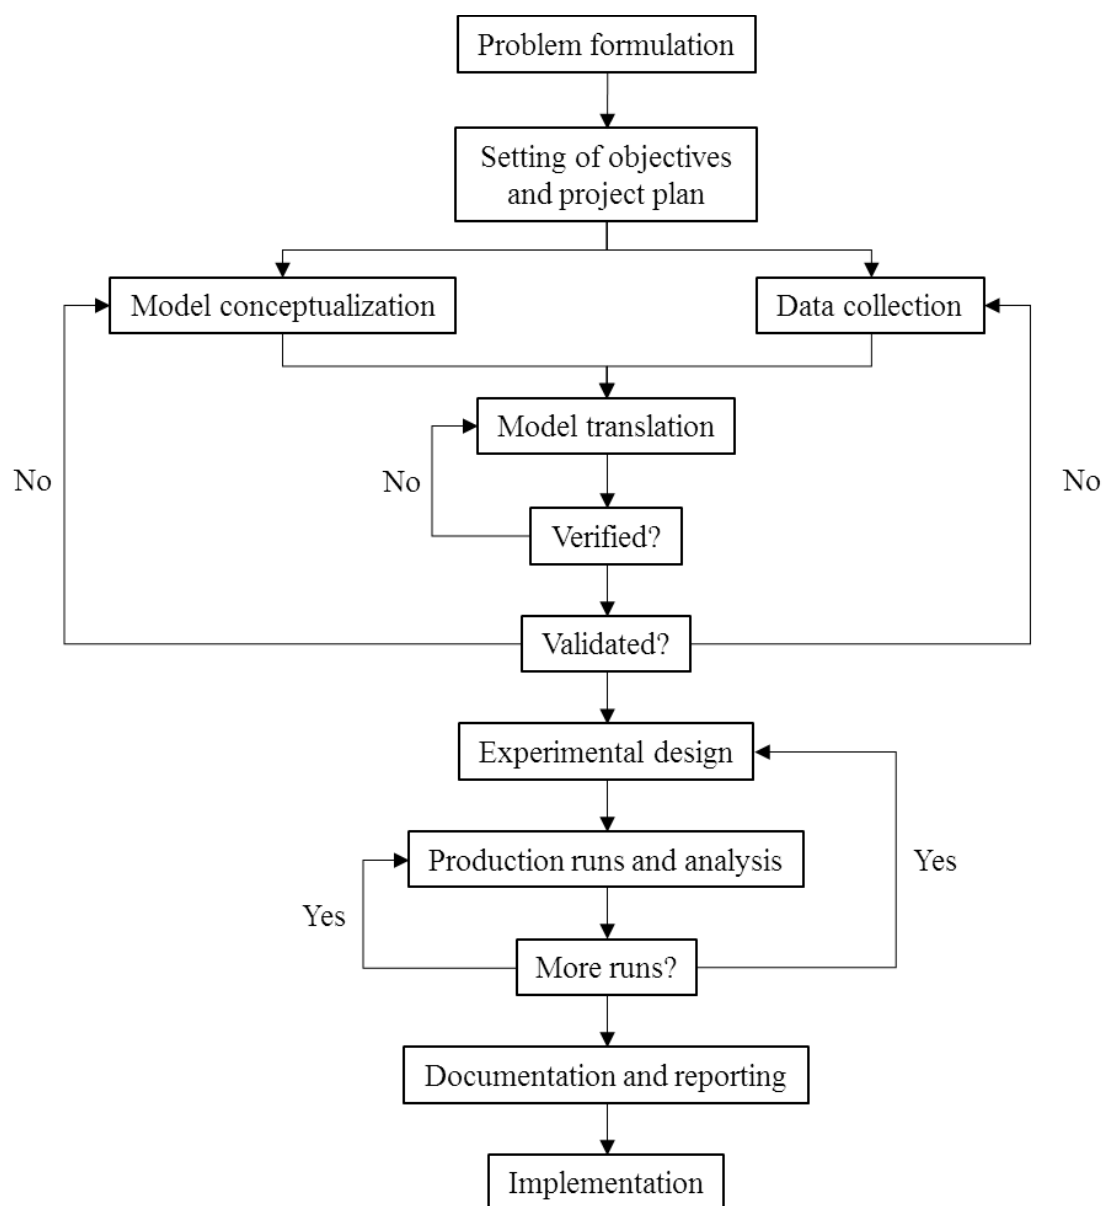 Problem formulation
Setting of objectives
and project plan
Model conceptualization
Data collection
Model translation
No
No
No
Verified?
Validated?
Experimental design
Production runs and analysis
Yes
Yes
More runs?
Documentation and reporting
Implementation